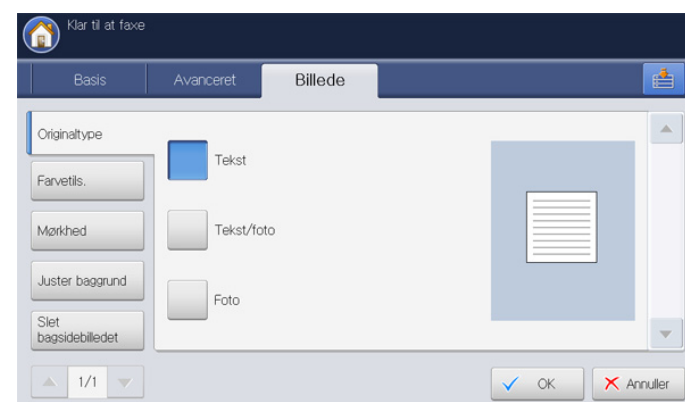 Klar til at faxe
Basis
Avanceret
Billede
Originaltype
Farvetils.
Mørkhed
Juster baggrund
Slet
bagsidebilledet
Tekst
Tekst/foto
Foto
1/1
OK
Annuller